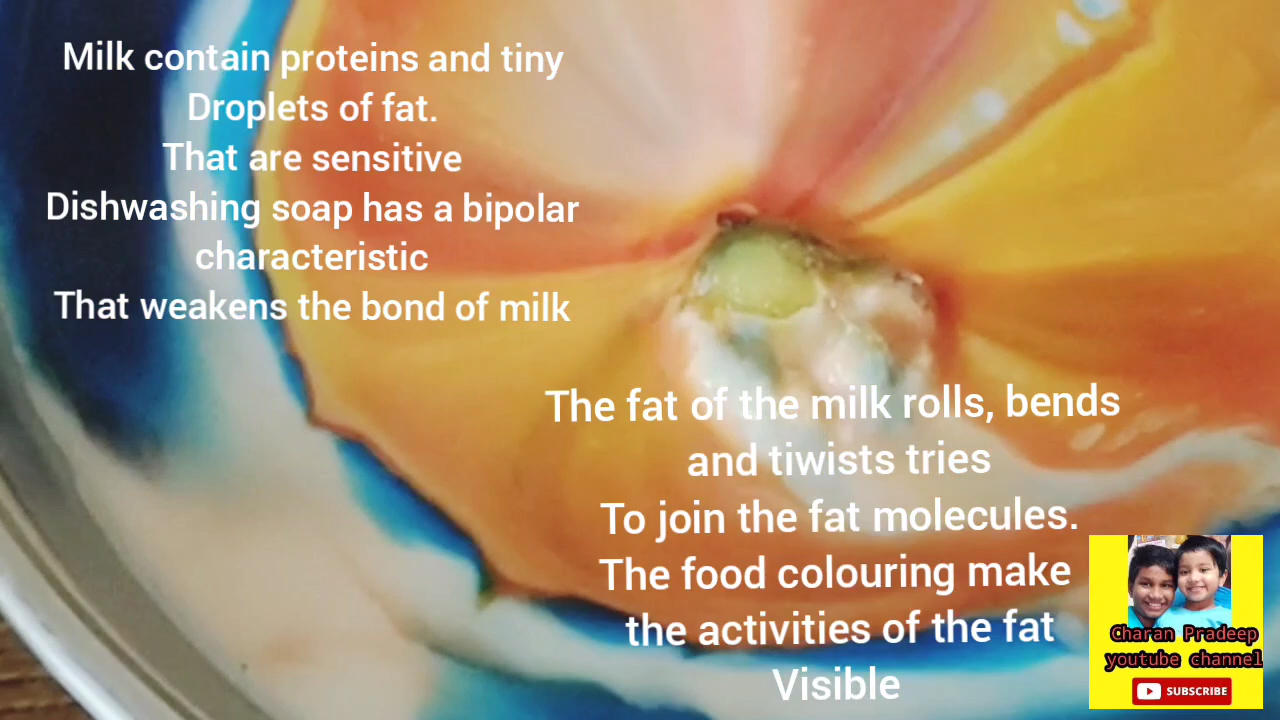 Milk contain proteins and tiny
Droplets of fat.
That are sensitive
Dishwashing soap has a bipolar
characteristic
That weakens the bond of milk
The fat of the milk rolls, bends
and tiwists tries
To join the fat molecules.
The food colouring make
the activities of the fat
Visible
Charan Pradeep
youtube channel
SUBSCRIBE